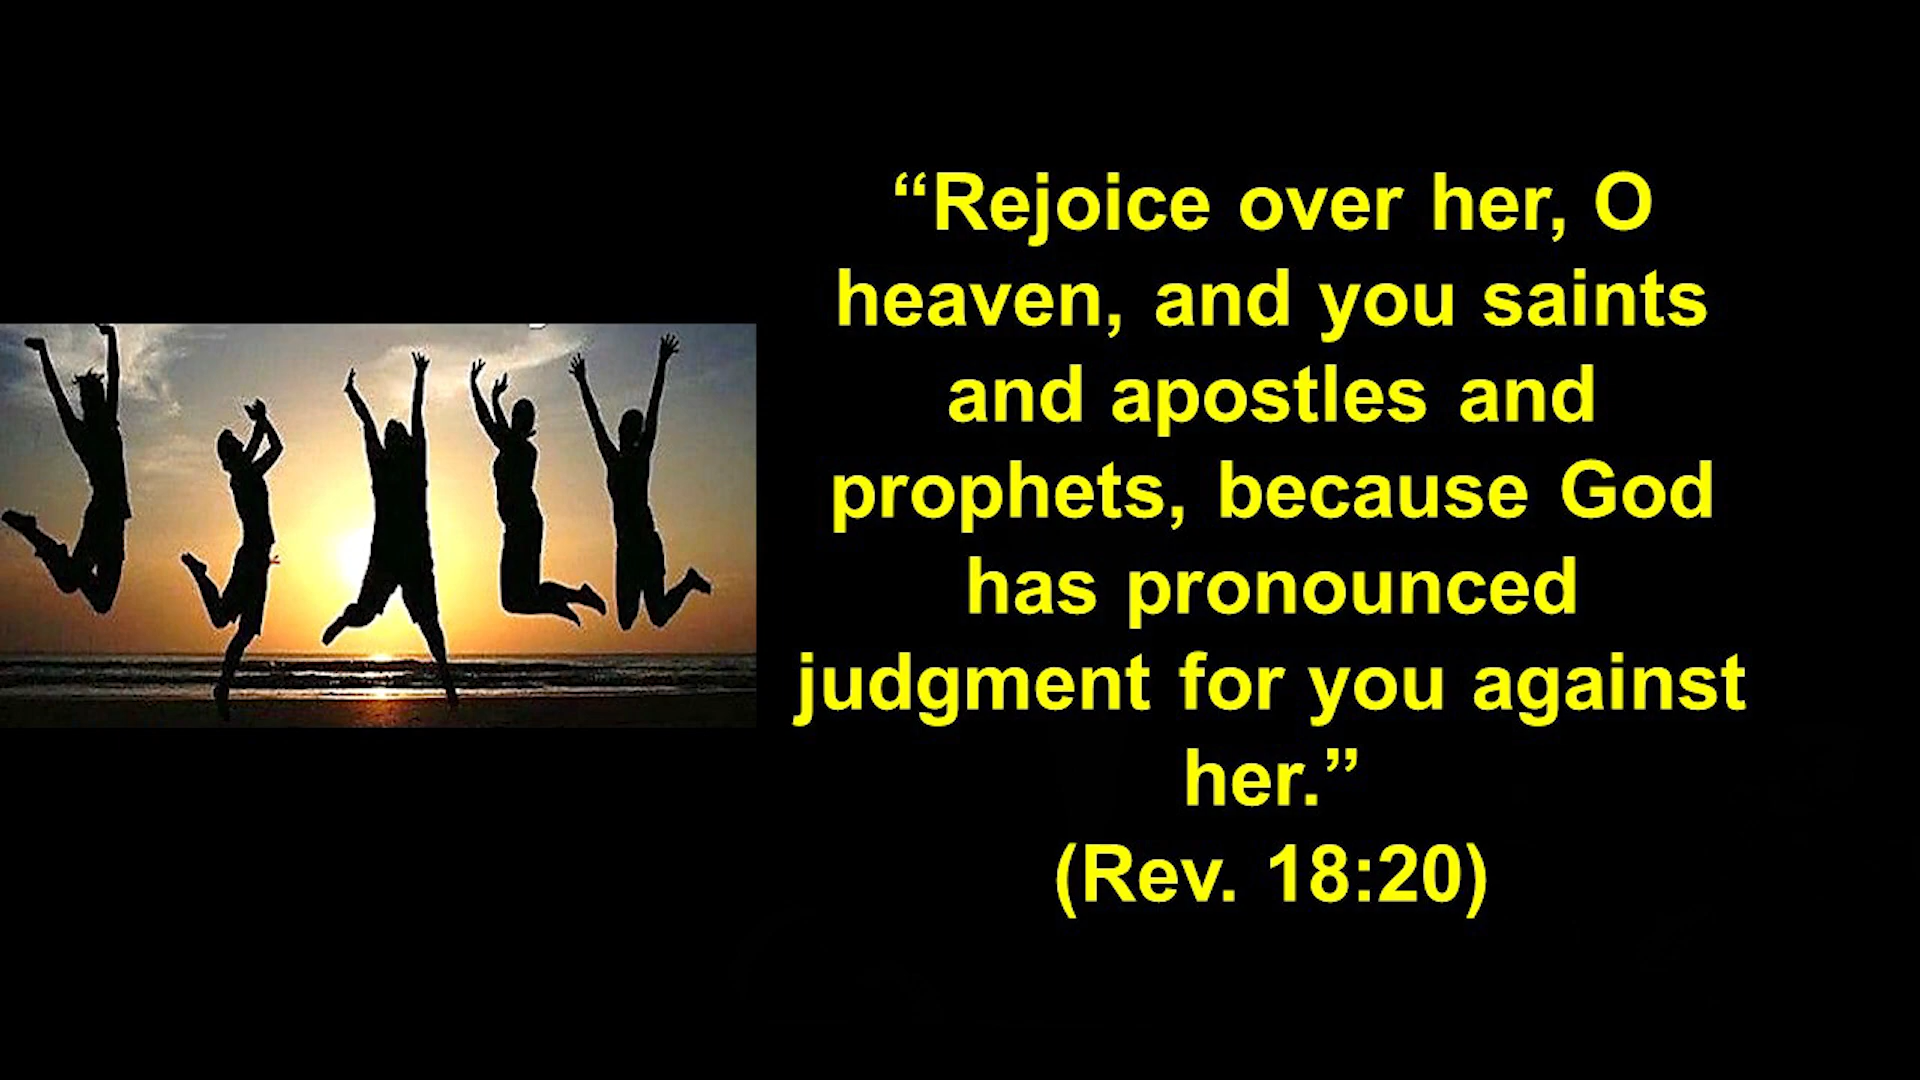 “Rejoice over her, O
heaven, and you saints
and apostles and
prophets, because God
has pronounced
judgment for you against
her.”
(Rev. 18:20)